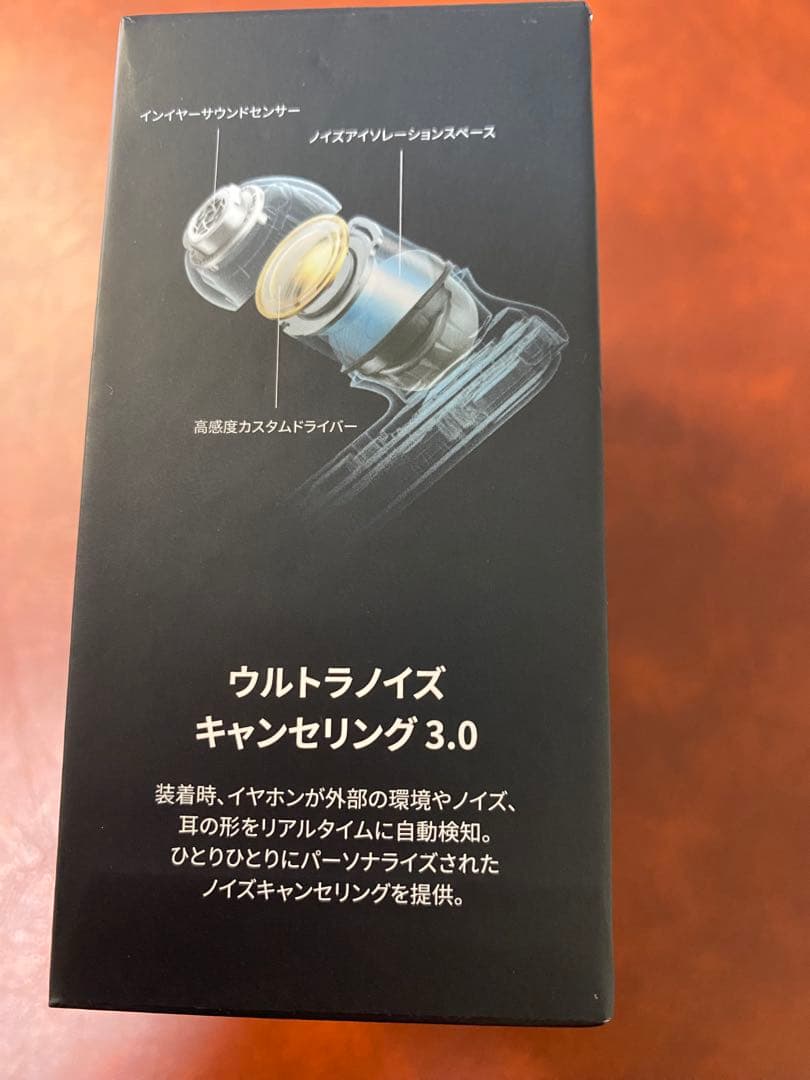 インイヤーサウンドセンサー
ノイズアイソレーションスペース
高感度カスタムドライバー
ウルトラノイズ
キャンセリング 3.0
装着時、イヤホンが外部の環境やノイズ、
耳の形をリアルタイムに自動検知。
ひとりひとりにパーソナライズされた
ノイズキャンセリングを提供。